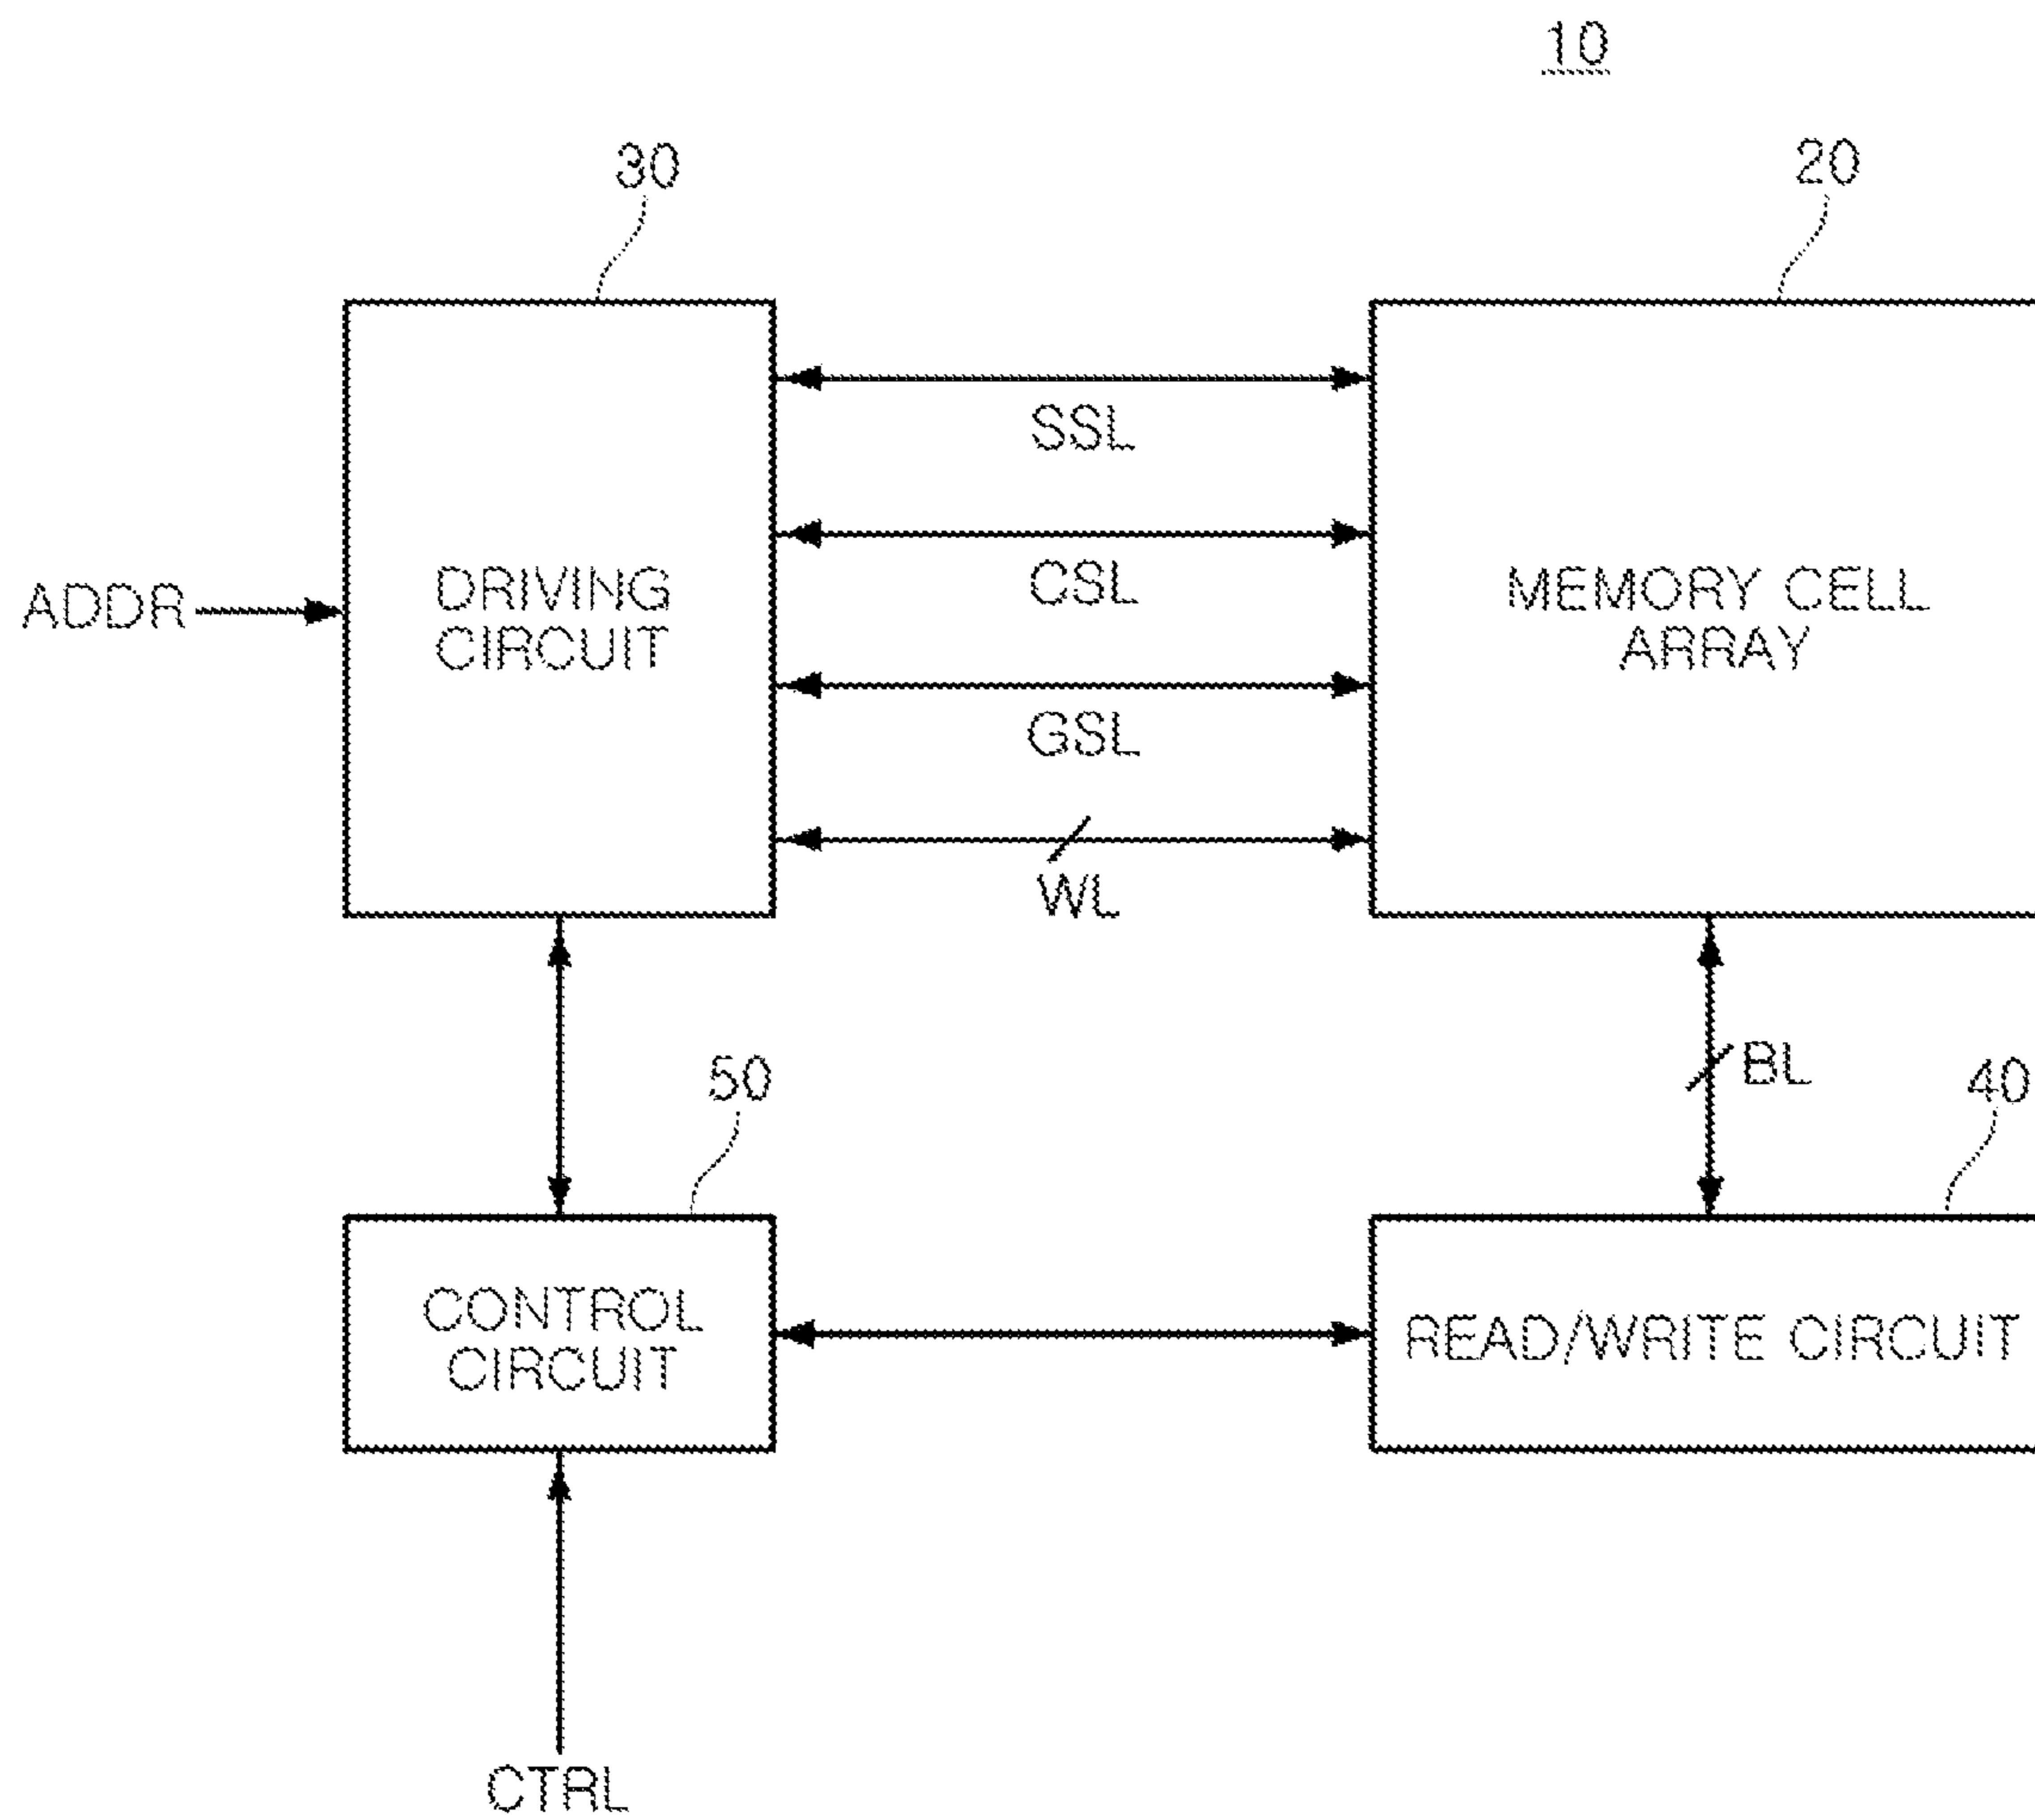 10
30
20
SSL
CSL
GSL
WL
ADDR
DRIVING
CIRCUIT
MEMORY CELL
ARRAY
BL
50
40
CONTROL
CIRCUIT
READ/WRITE CIRCUIT
CTRL